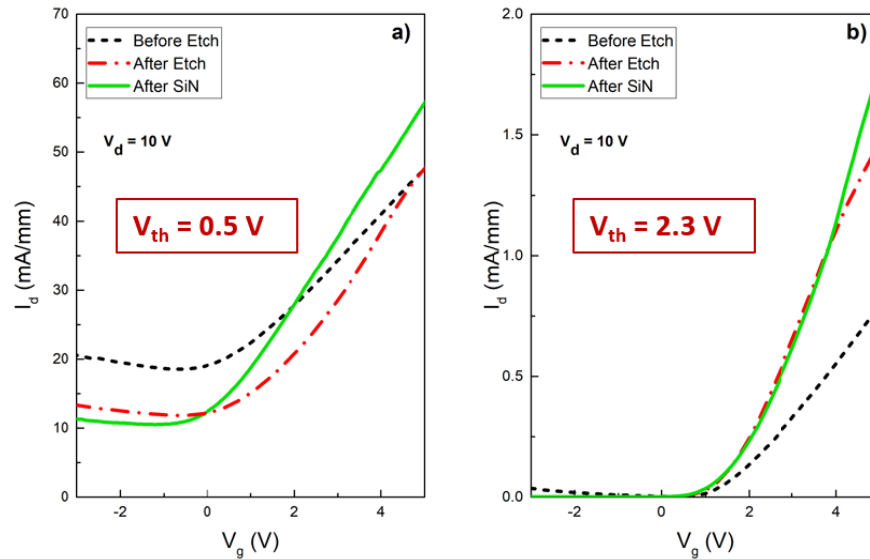 a)
Before Etch
After Etch
After SiN
V_d = 10 V
V_th = 0.5 V
I_d (mA/mm)
70
60
50
40
30
20
10
0
-2 0 2 4
V_g (V)
b)
Before Etch
After Etch
After SiN
V_d = 10 V
V_th = 2.3 V
I_d (mA/mm)
2.0
1.5
1.0
0.5
0.0
-2 0 2 4
V_g (V)